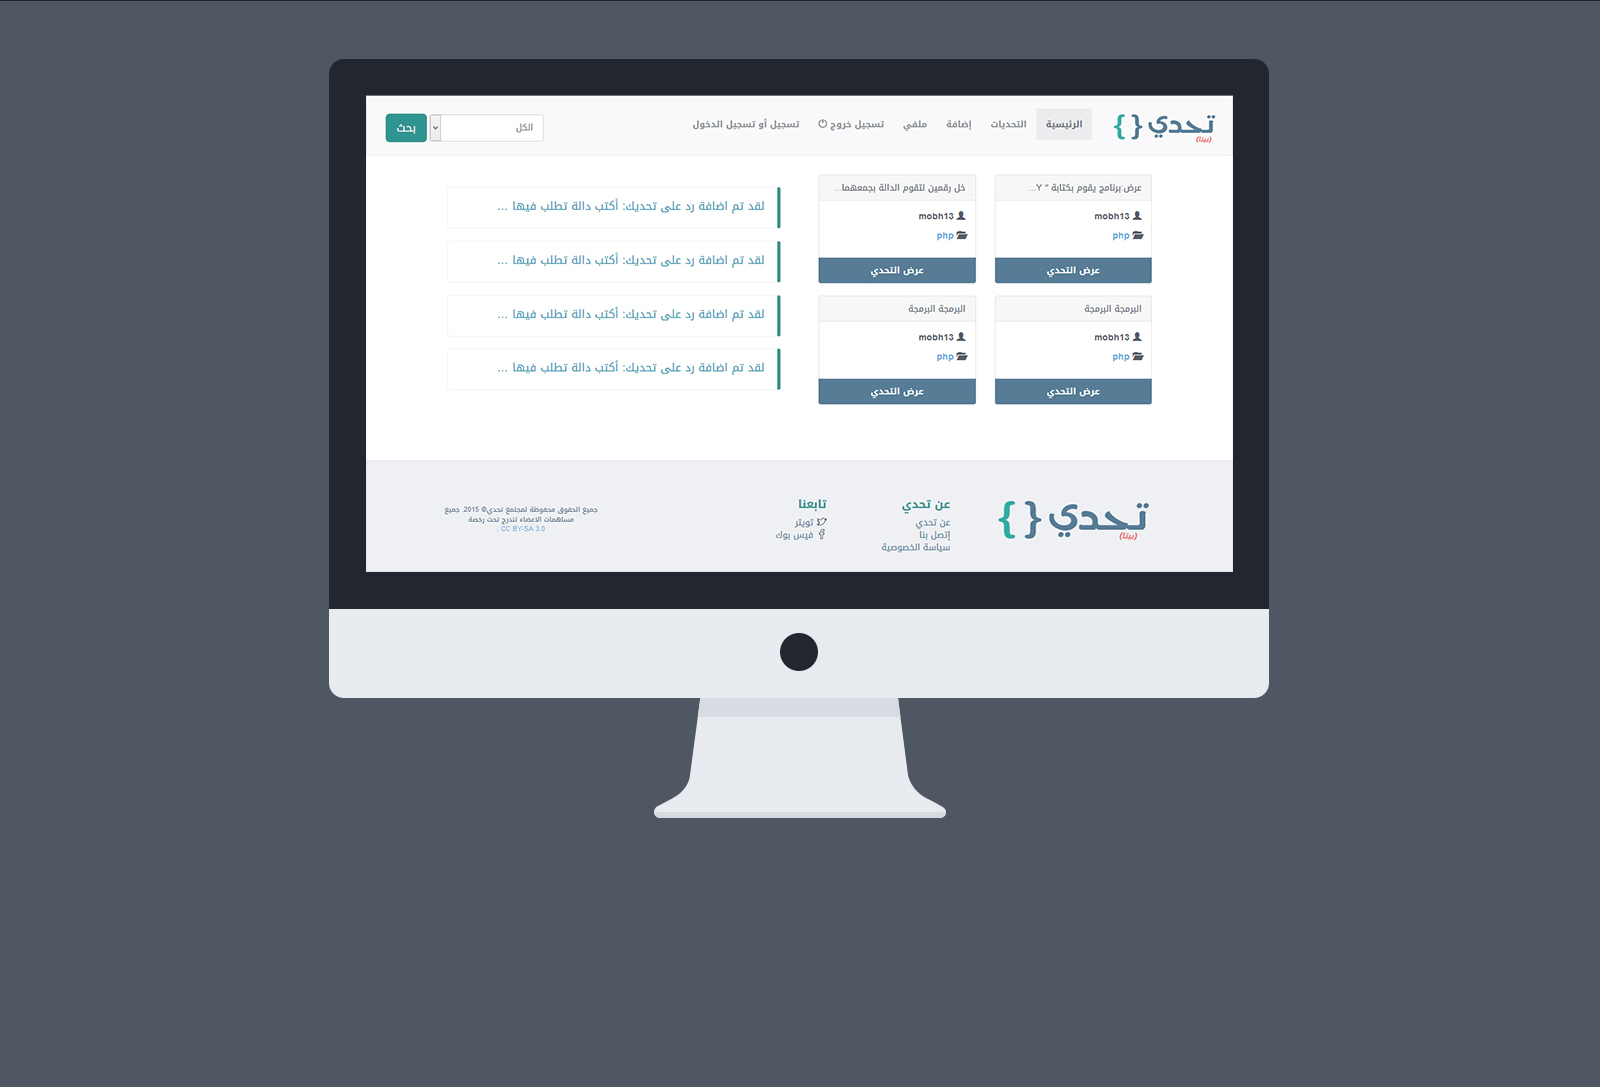 تحدي { }
(بيتا)
الرئيسية
التحديات
إضافة
ملفي
تسجيل خروج
تسجيل أو تسجيل الدخول
الكل
بحث
عرض برنامج يقوم بكتابة " Y...
mobh13
php
عرض التحدي
خل رقمين لتقوم الدالة بجمعهما...
mobh13
php
عرض التحدي
البرمجة البرمجة
mobh13
php
عرض التحدي
البرمجة البرمجة
mobh13
php
عرض التحدي
لقد تم اضافة رد على تحديك: أكتب دالة تطلب فيها ...
لقد تم اضافة رد على تحديك: أكتب دالة تطلب فيها ...
لقد تم اضافة رد على تحديك: أكتب دالة تطلب فيها ...
لقد تم اضافة رد على تحديك: أكتب دالة تطلب فيها ...
تحدي { }
(بيتا)
عن تحدي
عن تحدي
إتصل بنا
سياسة الخصوصية
تابعنا
تويتر
فيس بوك
جميع الحقوق محفوظة لمجتمع تحدي© 2015. جميع
مساهمات الاعضاء تندرج تحت رخصة
CC BY-SA 3.0 .